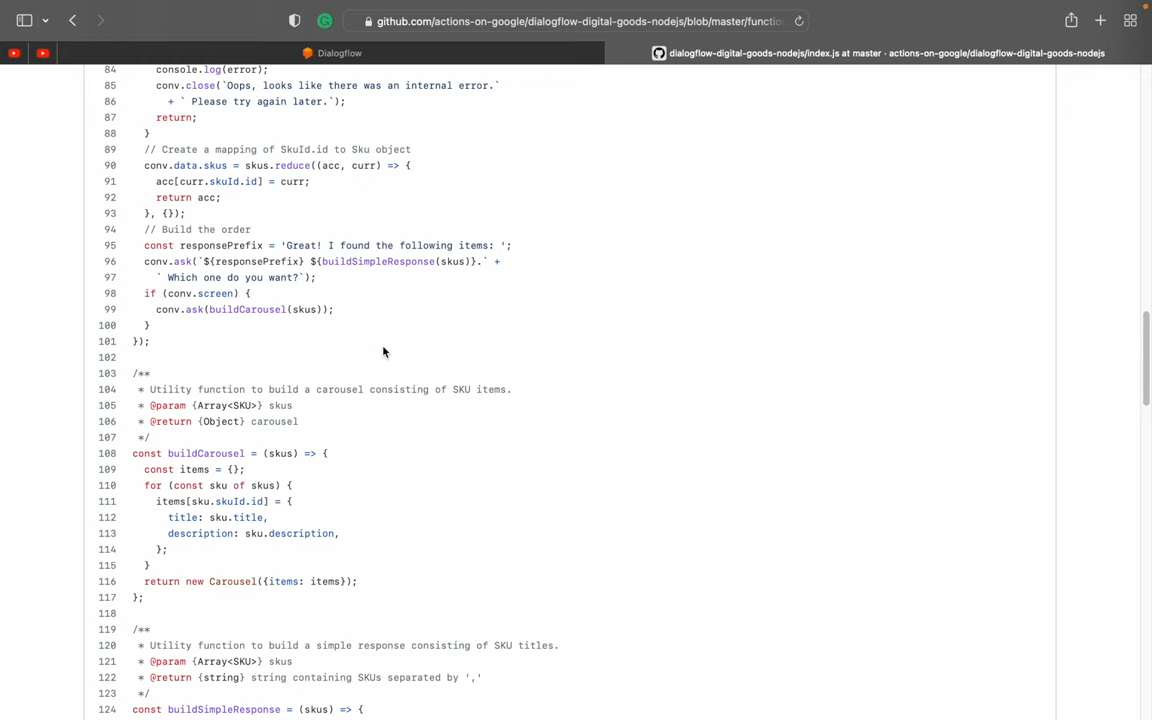 github.com/actions-on-google/dialogflow-digital-goods-nodejs/blob/master/functio
Dialogflow
dialogflow-digital-goods-nodejs/index.js at master · actions-on-google/dialogflow-digital-goods-nodejs
84 console.log(error);
85 conv.close(`Oops, looks like there was an internal error.`
86 + ` Please try again later.`);
87 return;
88 }
89 // Create a mapping of SkuId.id to Sku object
90 conv.data.skus = skus.reduce((acc, curr) => {
91 acc[curr.skuId.id] = curr;
92 return acc;
93 }, {});
94 // Build the order
95 const responsePrefix = 'Great! I found the following items: ';
96 conv.ask(`${responsePrefix} ${buildSimpleResponse(skus)}.` +
97 ` Which one do you want?`);
98 if (conv.screen) {
99 conv.ask(buildCarousel(skus));
100 }
101 });
102
103 /**
104 * Utility function to build a carousel consisting of SKU items.
105 * @param {Array<SKU>} skus
106 * @return {Object} carousel
107 */
108 const buildCarousel = (skus) => {
109 const items = {};
110 for (const sku of skus) {
111 items[sku.skuId.id] = {
112 title: sku.title,
113 description: sku.description,
114 };
115 }
116 return new Carousel({items: items});
117 };
118
119 /**
120 * Utility function to build a simple response consisting of SKU titles.
121 * @param {Array<SKU>} skus
122 * @return {string} string containing SKUs separated by ','
123 */
124 const buildSimpleResponse = (skus) => {